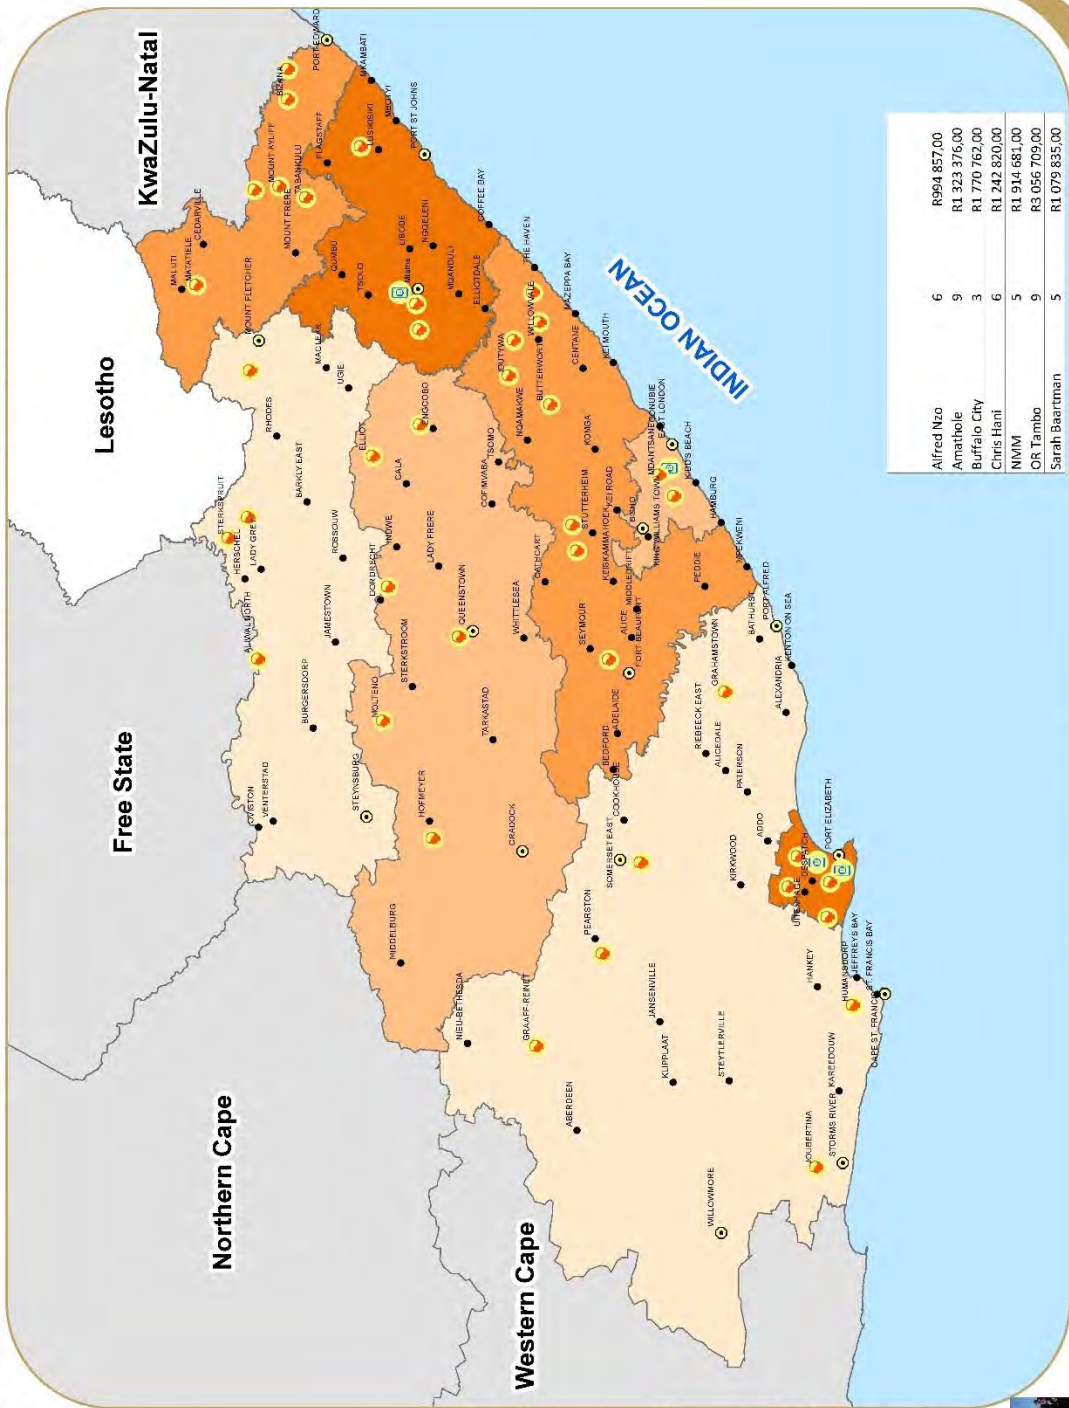 Northern Cape
Free State
Lesotho
KwaZulu-Natal
Western Cape
INDIAN OCEAN
MALUTI
MATATIELE
CEDARVILLE
MOUNT FLETCHER
MOUNT FRERE
MOUNT AYLIFF
TABANKULU
BIZANA
PORT EDWARD
MKAMBATI
FLAGSTAFF
LUSIKISIKI
MBOTYI
PORT ST JOHNS
QUMBU
TSOLO
LIBODE
NGQELENI
Mthatha
MQANDULI
ELLIOTDALE
COFFEE BAY
THE HAVEN
WILLOWVALE
MAZEPPA BAY
IDUTYWA
BUTTERWORTH
CENTANE
KEI MOUTH
NQAMAKWE
KOMGA
MACLEAR
UGIE
RHODES
BARKLY EAST
STERKSPRUIT
HERSCHEL
LADY GREY
ALIWAL NORTH
ROSSOUW
JAMESTOWN
BURGERSDORP
OVISTON
VENTERSTAD
STEYNSBURG
ELLIOT
ENGCOBO
CALA
TSOMO
COFIMVABA
INDWE
DORDRECHT
LADY FRERE
QUEENSTOWN
WHITTLESEA
CATHCART
MOLTENO
STERKSTROOM
TARKASTAD
HOFMEYER
CRADOCK
MIDDELBURG
STUTTERHEIM
KEI ROAD
KEISKAMMAHOEK
BISHO
KING WILLIAMS TOWN
MDANTSANE
GONUBIE
EAST LONDON
KIDD'S BEACH
HAMBURG
MPEKWENI
PEDDIE
MIDDLEDRIFT
ALICE
FORT BEAUFORT
SEYMOUR
ADELAIDE
BEDFORD
COOKHOUSE
SOMERSET EAST
PEARSTON
NIEU-BETHESDA
GRAAFF-REINET
ABERDEEN
JANSENVILLE
KLIPPLAAT
STEYTLERVILLE
WILLOWMORE
JOUBERTINA
STORMS RIVER
KAREEDOUW
HANKEY
HUMANSDORP
JEFFREYS BAY
ST. FRANCIS BAY
CAPE ST. FRANCIS
UITENHAGE
DESPATCH
PORT ELIZABETH
ADDO
KIRKWOOD
PATERSON
ALICEDALE
RIEBEECK EAST
GRAHAMSTOWN
BATHURST
PORT ALFRED
KENTON ON SEA
ALEXANDRIA
Alfred Nzo 6 R994 857,00
Amathole 9 R1 323 376,00
Buffalo City 3 R1 770 762,00
Chris Hani 6 R1 242 820,00
NMM 5 R1 914 681,00
OR Tambo 9 R3 056 709,00
Sarah Baartman 5 R1 079 835,00